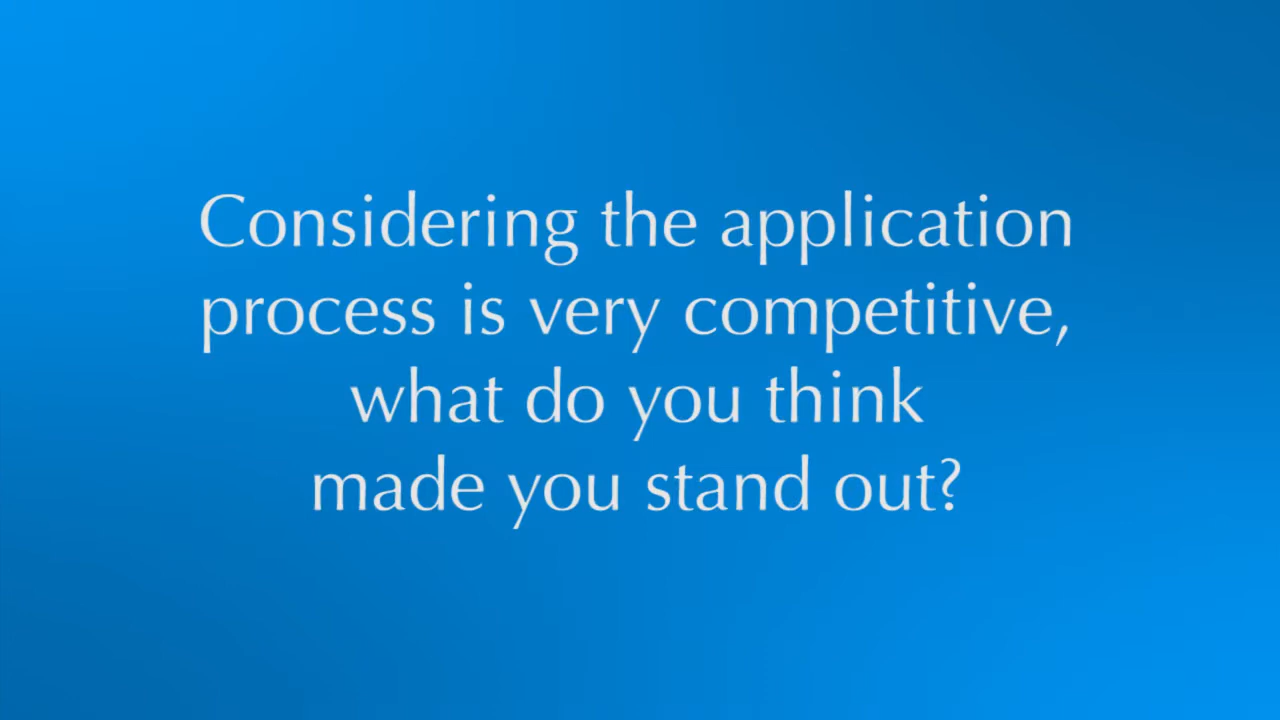 Considering the application
process is very competitive,
what do you think
made you stand out?